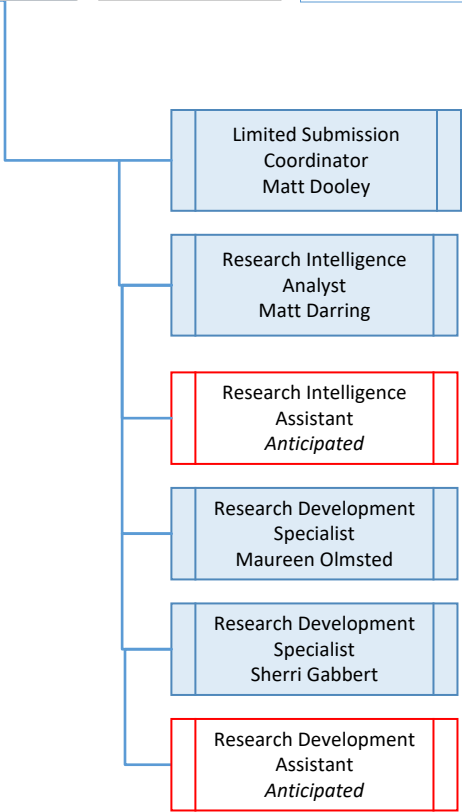 Limited Submission
Coordinator
Matt Dooley
Research Intelligence
Analyst
Matt Darring
Research Intelligence
Assistant
Anticipated
Research Development
Specialist
Maureen Olmsted
Research Development
Specialist
Sherri Gabbert
Research Development
Assistant
Anticipated